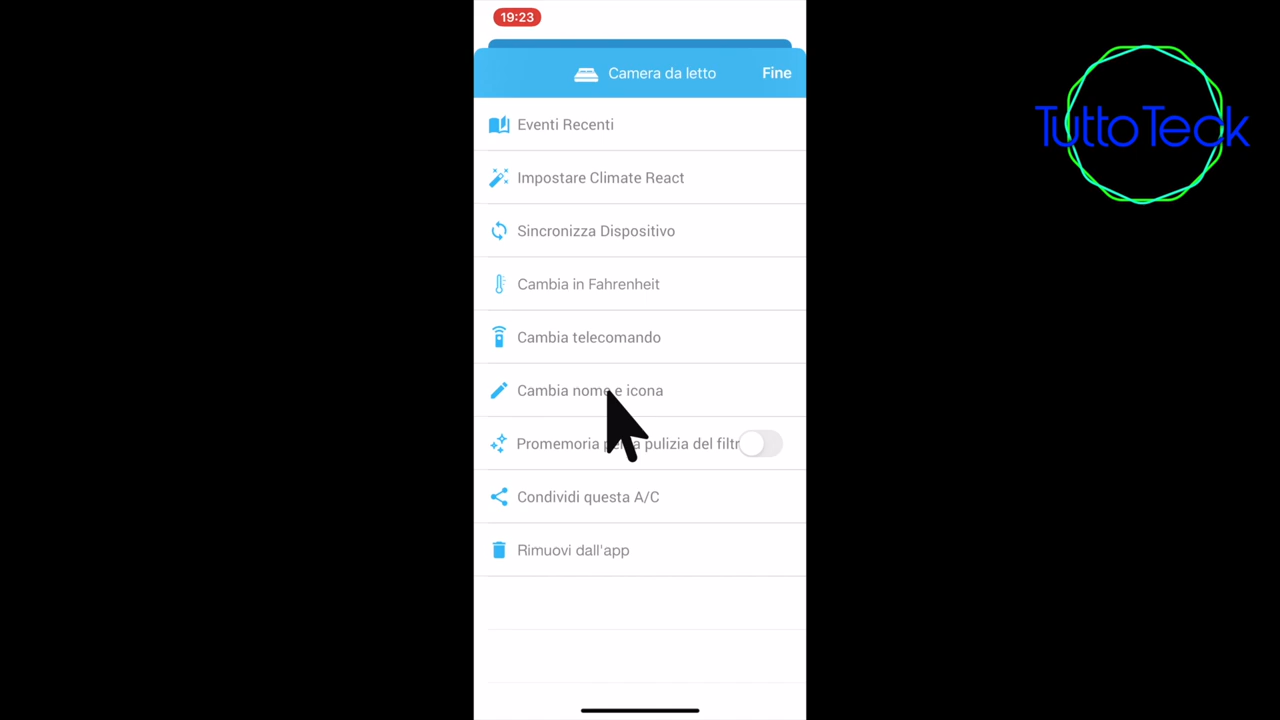 19:23
Camera da letto
Fine
TuttoTeck
Eventi Recenti
Impostare Climate React
Sincronizza Dispositivo
Cambia in Fahrenheit
Cambia telecomando
Cambia nome e icona
Promemoria pulizia del filtr
Condividi questa A/C
Rimuovi dall'app